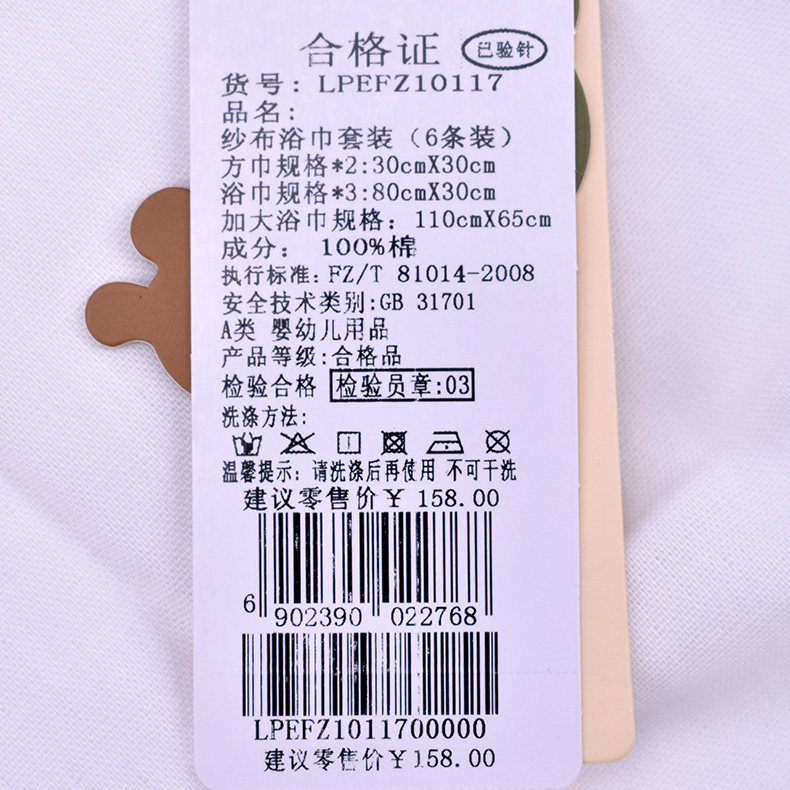 合格证 已验针
货号: LPEFZ10117
品名:
纱布浴巾套装（6条装）
方巾规格*2:30cmX30cm
浴巾规格*3:80cmX30cm
加大浴巾规格: 110cmX65cm
成分: 100%棉
执行标准: FZ/T 81014-2008
安全技术类别:GB 31701
A类 婴幼儿用品
产品等级:合格品
检验合格 检验员章:03
洗涤方法:
温馨提示: 请洗涤后再使用 不可干洗
建议零售价￥ 158.00
6 902390 022768
LPEFZ1011700000
建议零售价￥158.00